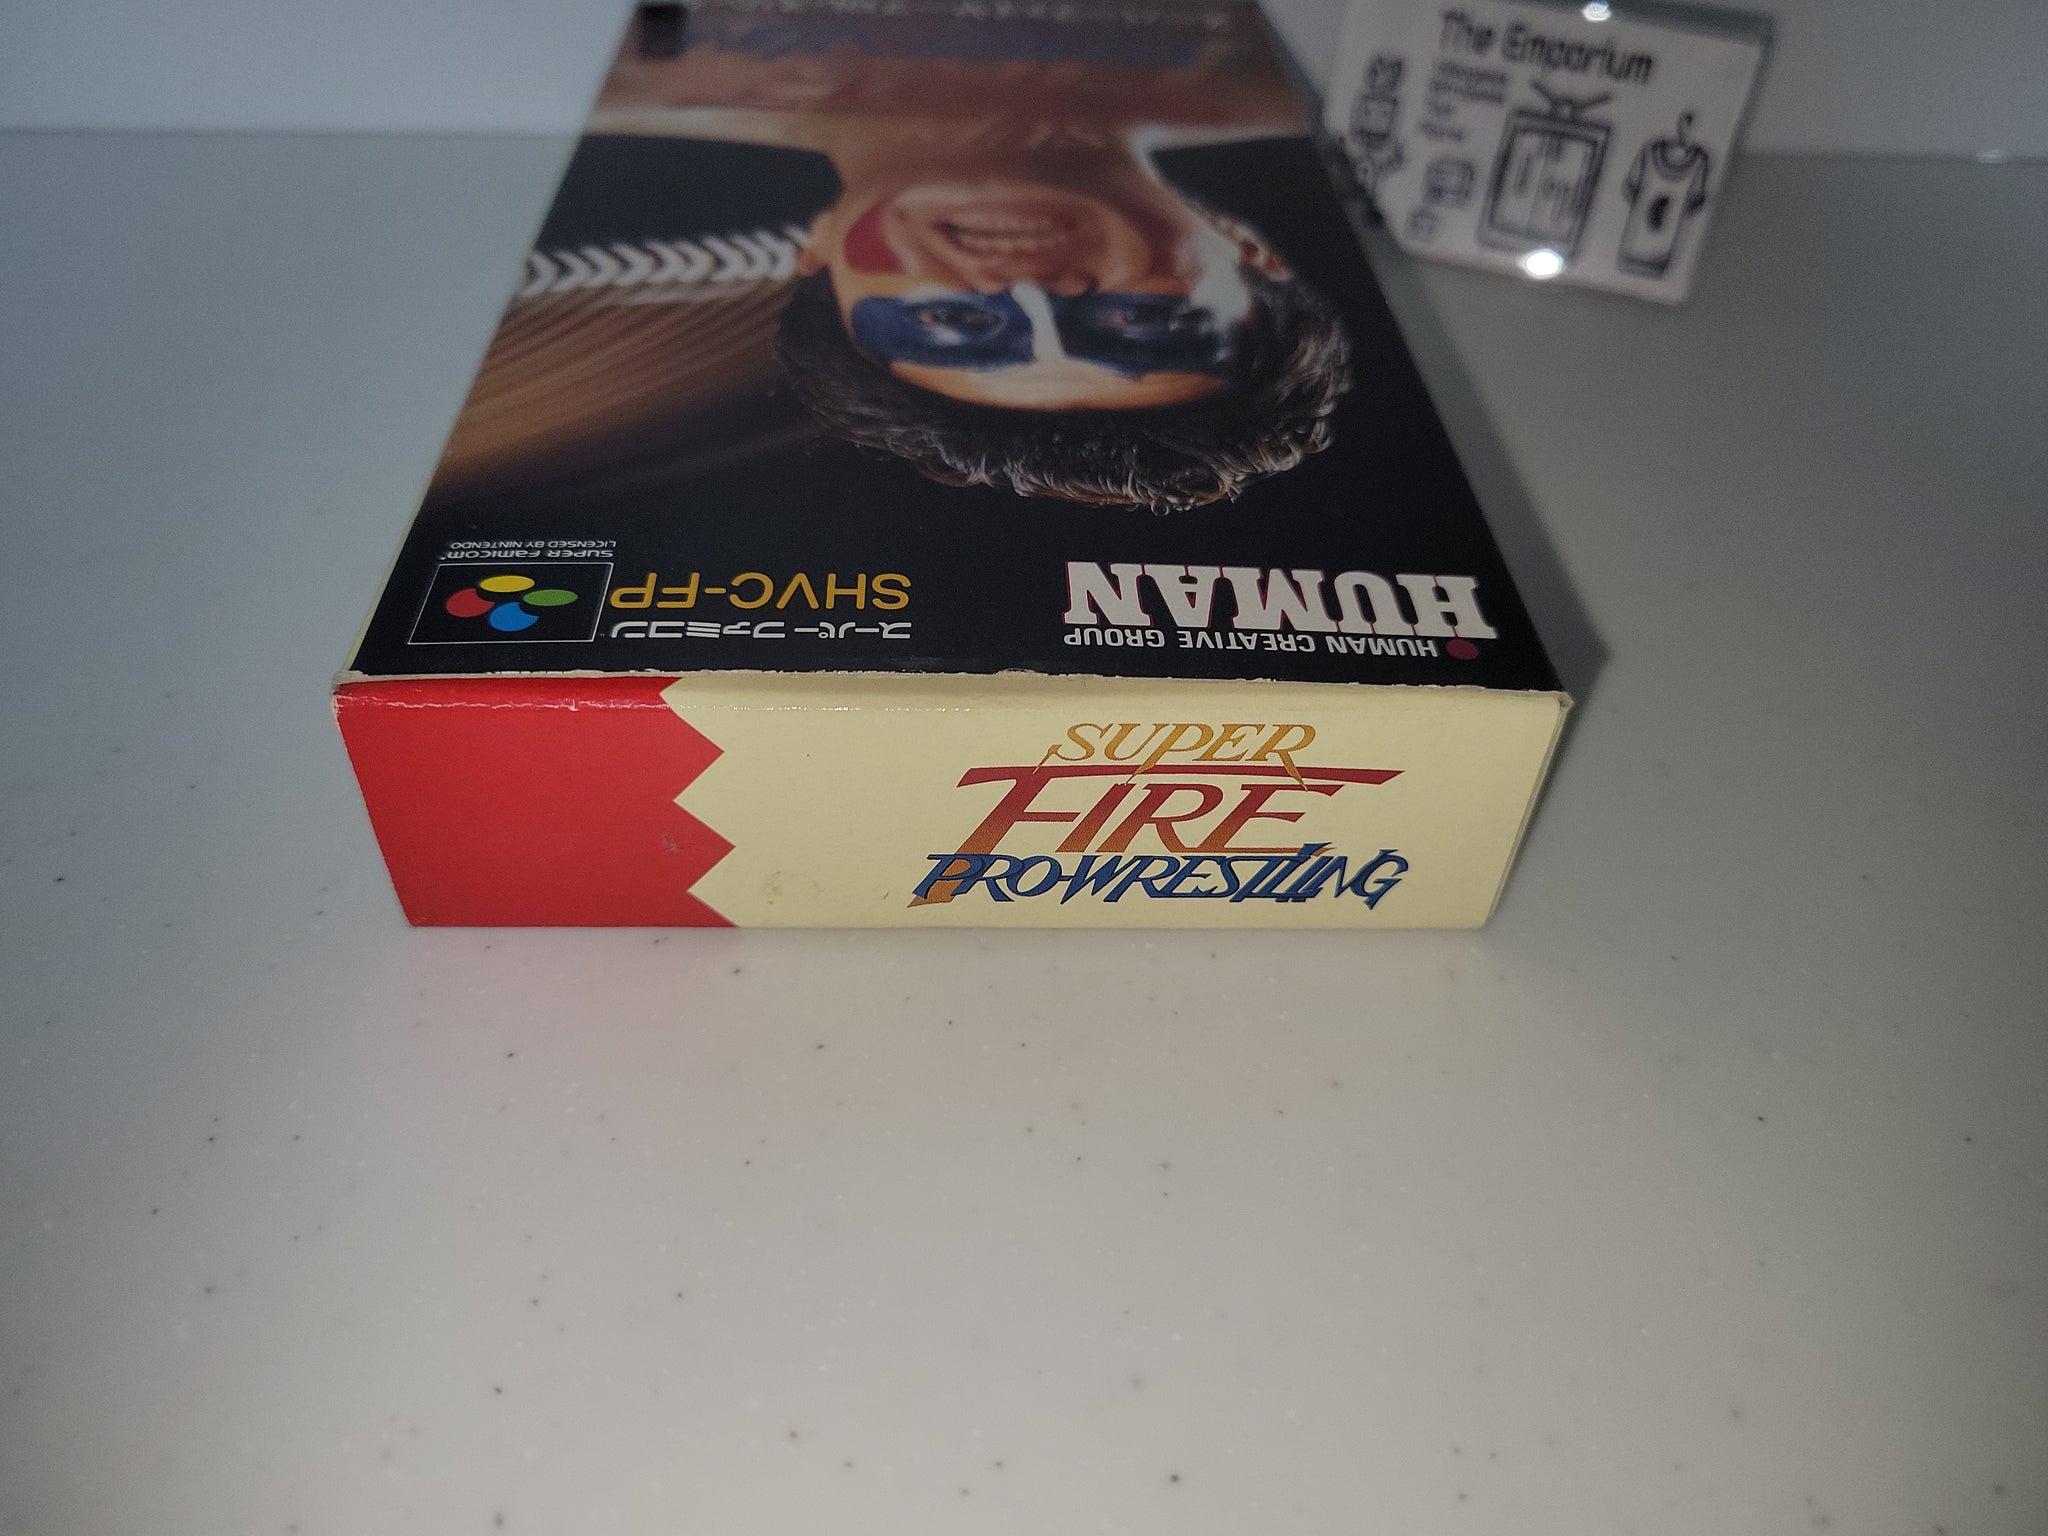 The Emporium
HUMAN
HUMAN CREATIVE GROUP
SUPER FAMICOM
LICENSED BY NINTENDO
SHVC-FP
スーパーファミコン
SUPER
FIRE
PRO-WRESTLING